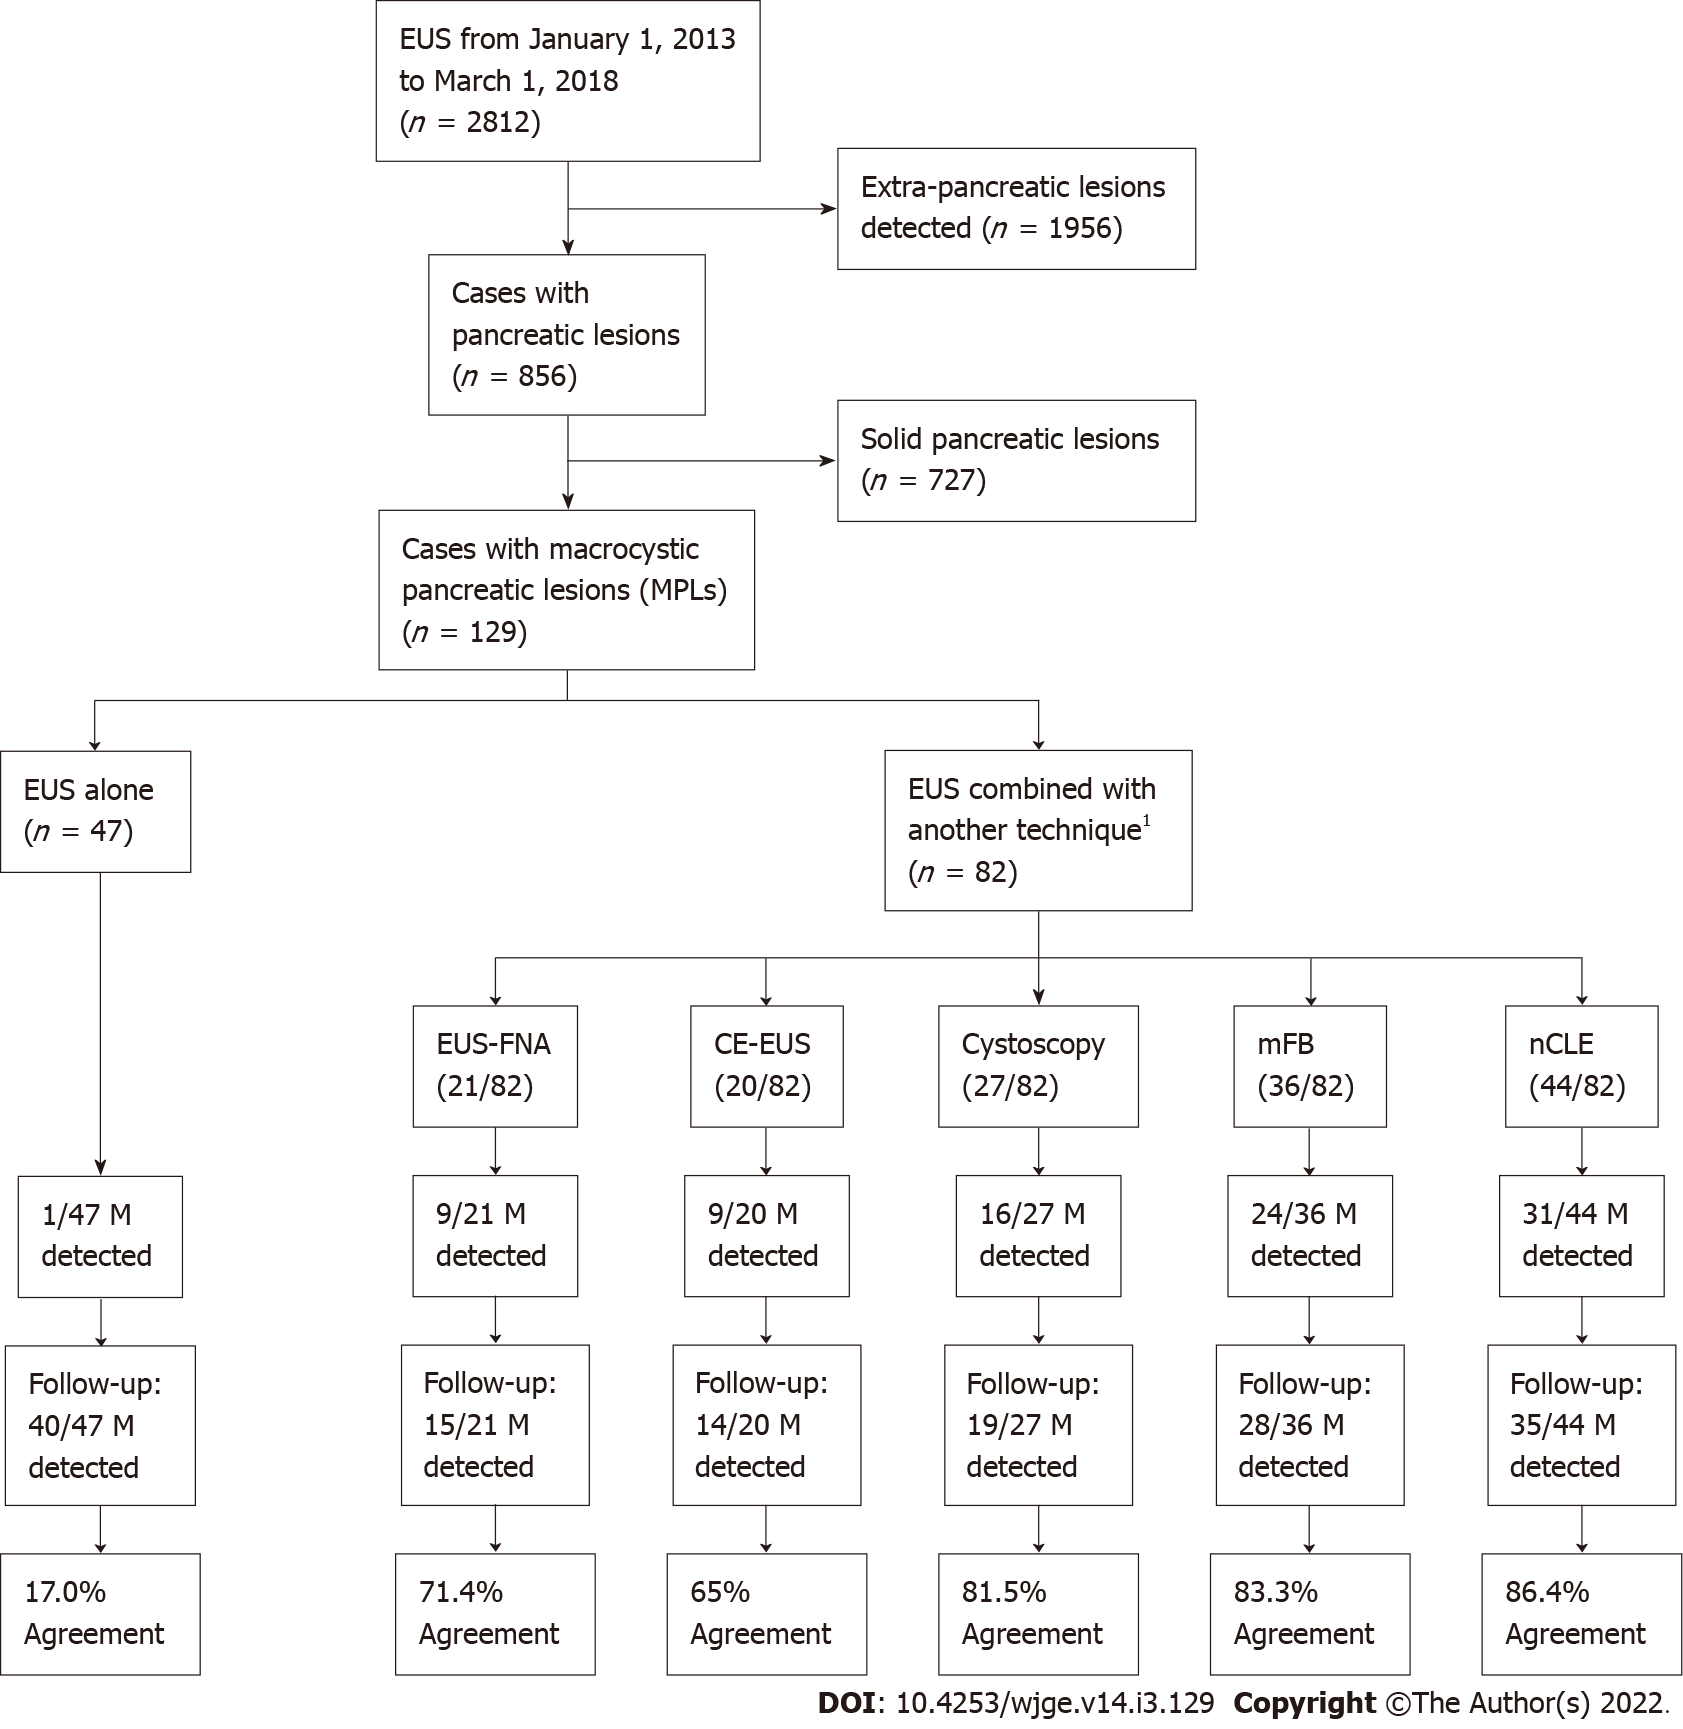 EUS from January 1, 2013
to March 1, 2018
(n = 2812)
Extra-pancreatic lesions
detected (n = 1956)
Cases with
pancreatic lesions
(n = 856)
Solid pancreatic lesions
(n = 727)
Cases with macrocystic
pancreatic lesions (MPLs)
(n = 129)
EUS alone
(n = 47)
EUS combined with
another technique¹
(n = 82)
EUS-FNA
(21/82)
CE-EUS
(20/82)
Cystoscopy
(27/82)
mFB
(36/82)
nCLE
(44/82)
1/47 M
detected
9/21 M
detected
9/20 M
detected
16/27 M
detected
24/36 M
detected
31/44 M
detected
Follow-up:
40/47 M
detected
Follow-up:
15/21 M
detected
Follow-up:
14/20 M
detected
Follow-up:
19/27 M
detected
Follow-up:
28/36 M
detected
Follow-up:
35/44 M
detected
17.0%
Agreement
71.4%
Agreement
65%
Agreement
81.5%
Agreement
83.3%
Agreement
86.4%
Agreement
DOI: 10.4253/wjge.v14.i3.129 Copyright ©The Author(s) 2022.